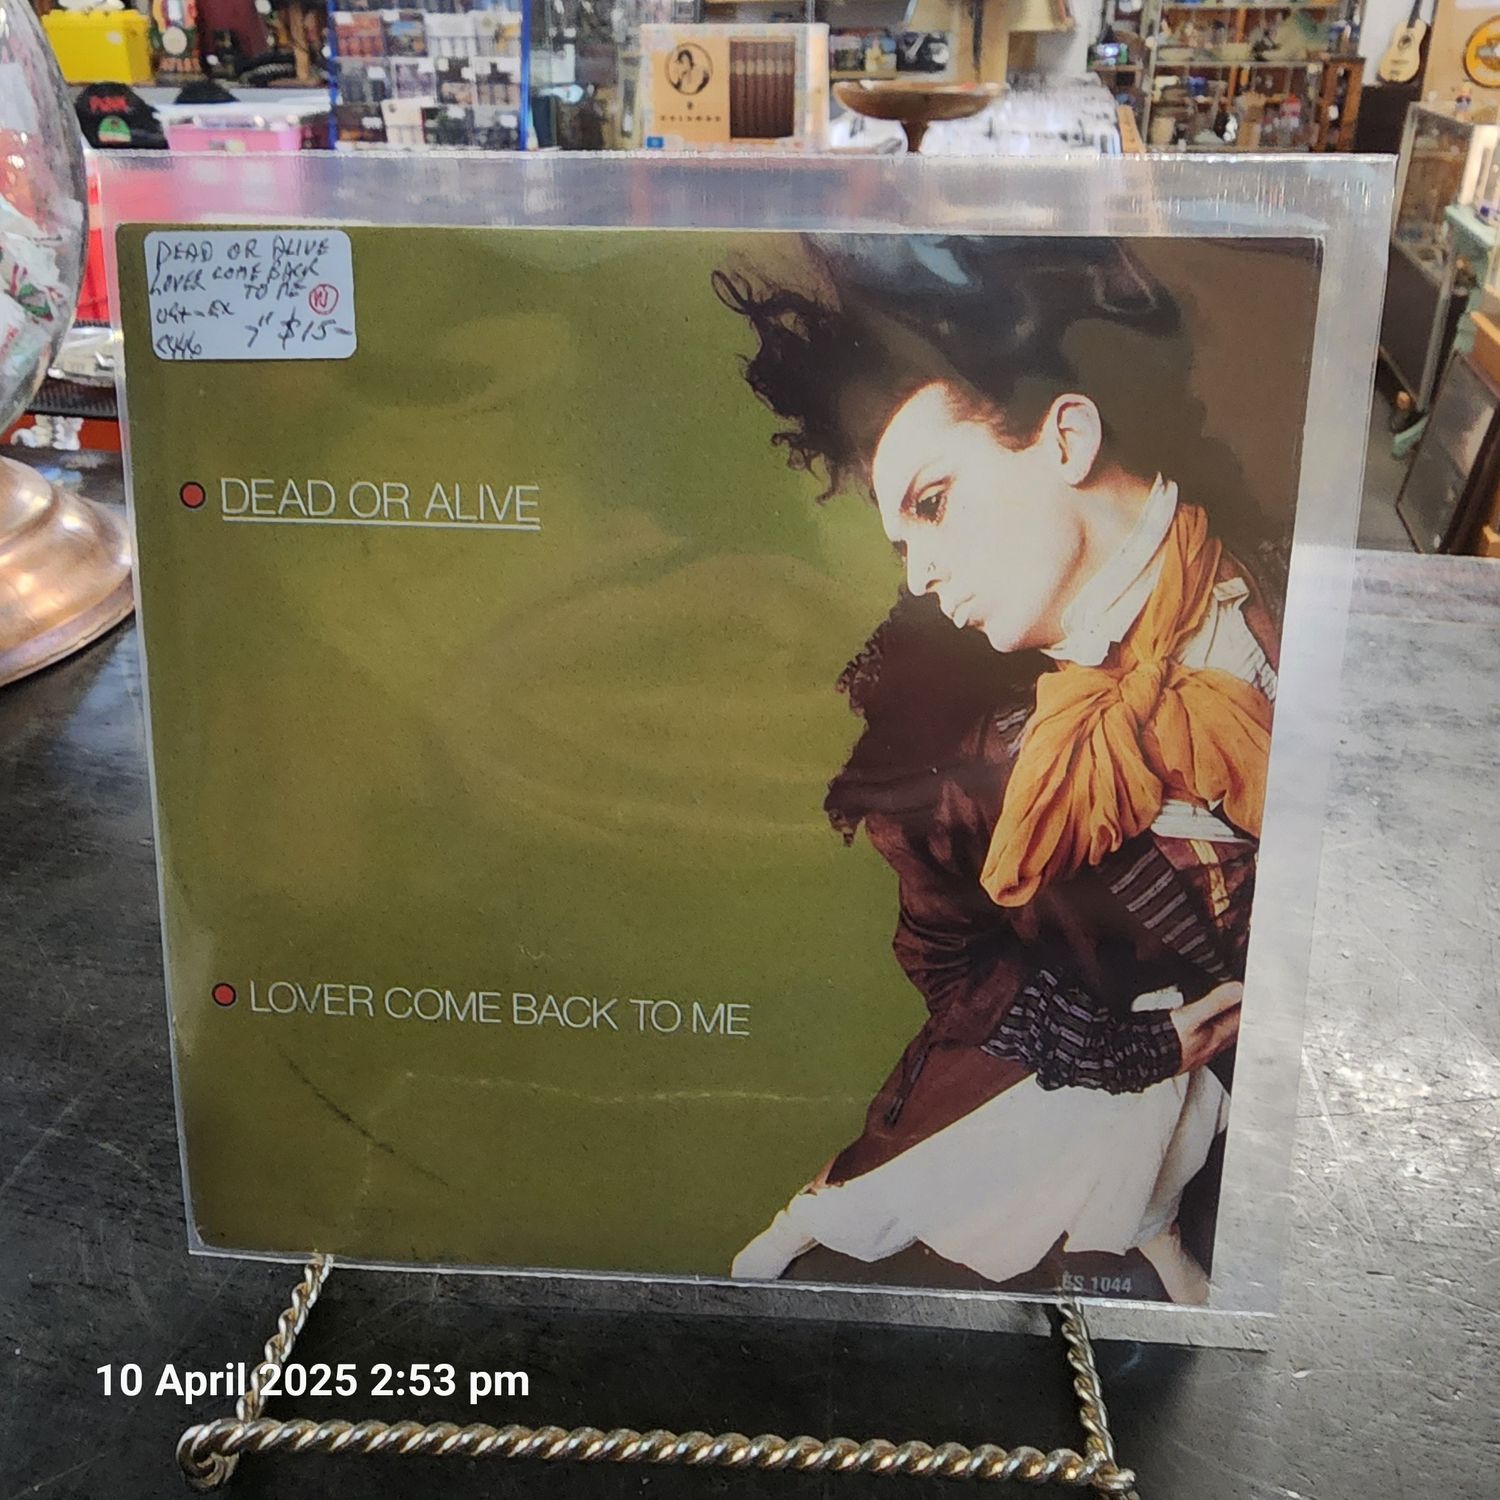 PUNK
DEAD OR ALIVE
LOVER COME BACK
TO ME
VG+-EX
7" $15-
DEAD OR ALIVE
LOVER COME BACK TO ME
ES 1044
10 April 2025 2:53 pm